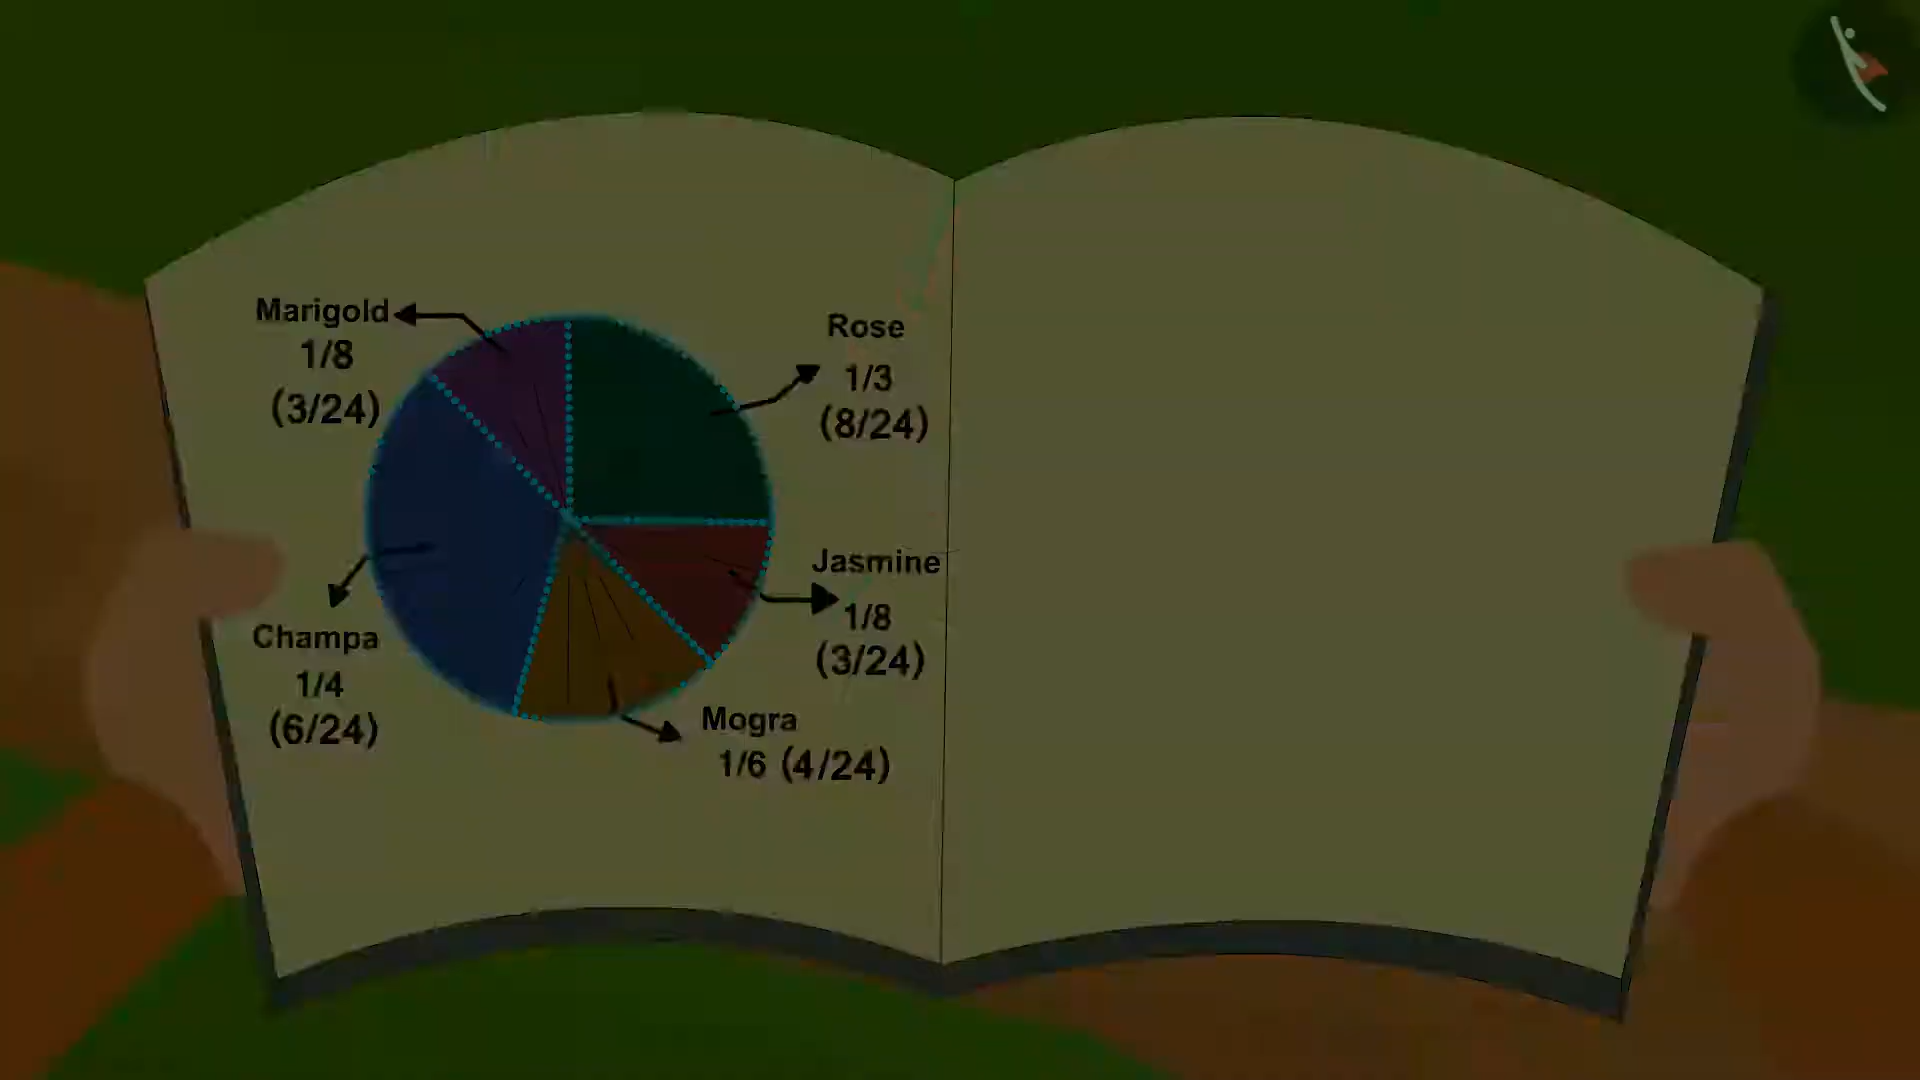 Marigold
1/8
(3/24)
Rose
1/3
(8/24)
Jasmine
1/8
(3/24)
Champa
1/4
(6/24)
Mogra
1/6 (4/24)